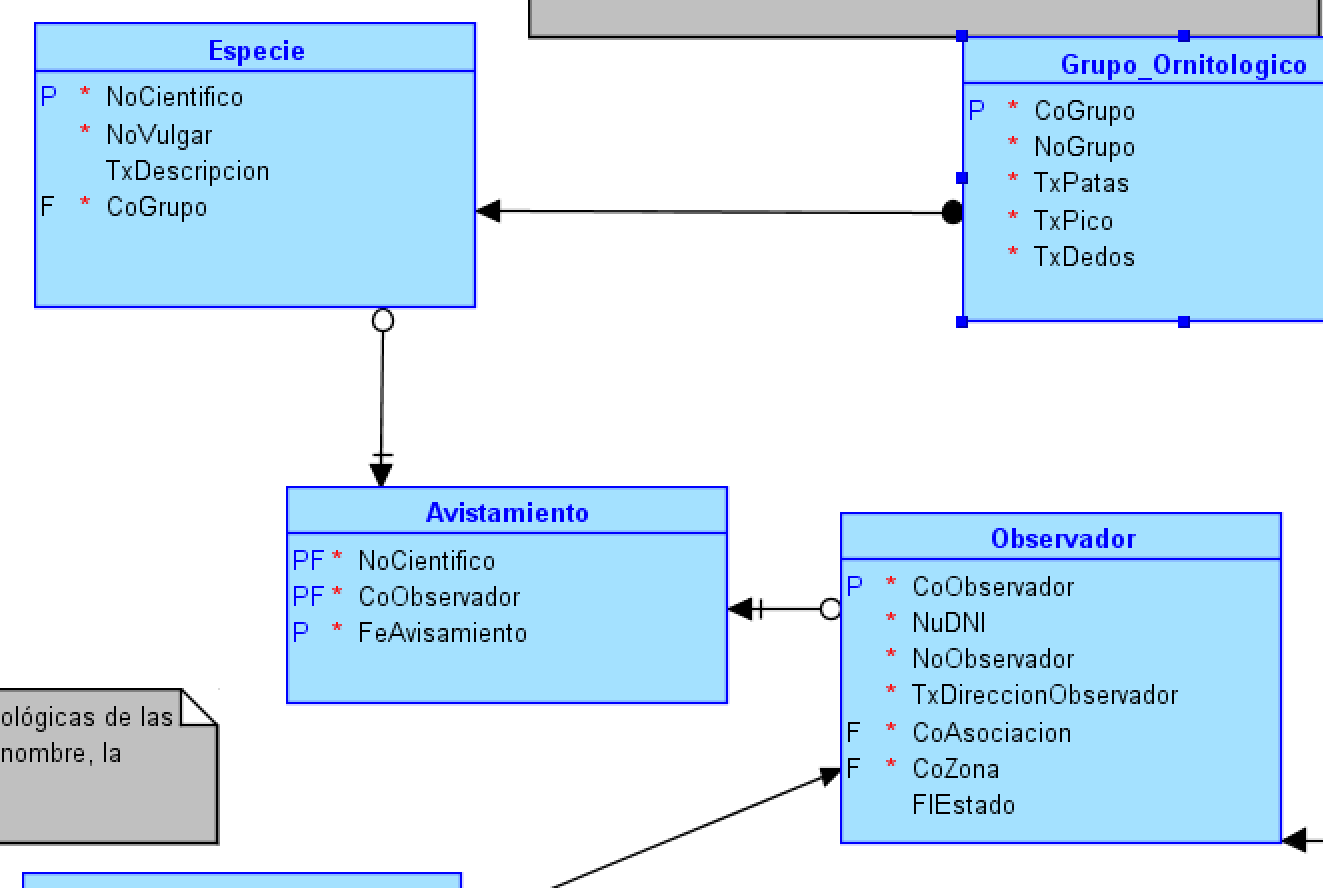 Especie
P * NoCientifico
* NoVulgar
TxDescripcion
F * CoGrupo
Grupo_Ornitologico
P * CoGrupo
* NoGrupo
* TxPatas
* TxPico
* TxDedos
Avistamiento
PF * NoCientifico
PF * CoObservador
P * FeAvisamiento
Observador
P * CoObservador
* NuDNI
* NoObservador
* TxDireccionObservador
F * CoAsociacion
F * CoZona
FlEstado
ológicas de las
nombre, la